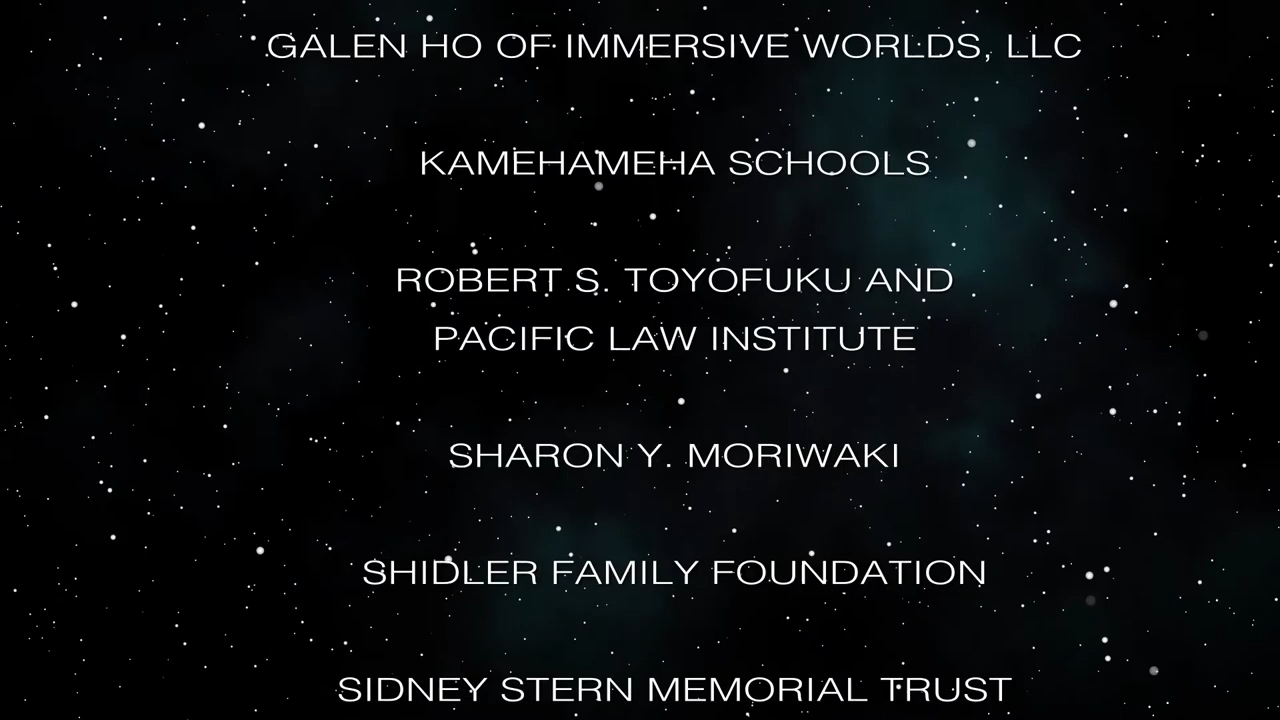 GALEN HO OF IMMERSIVE WORLDS, LLC
KAMEHAMEHA SCHOOLS
ROBERT S. TOYOFUKU AND
PACIFIC LAW INSTITUTE
SHARON Y. MORIWAKI
SHIDLER FAMILY FOUNDATION
SIDNEY STERN MEMORIAL TRUST